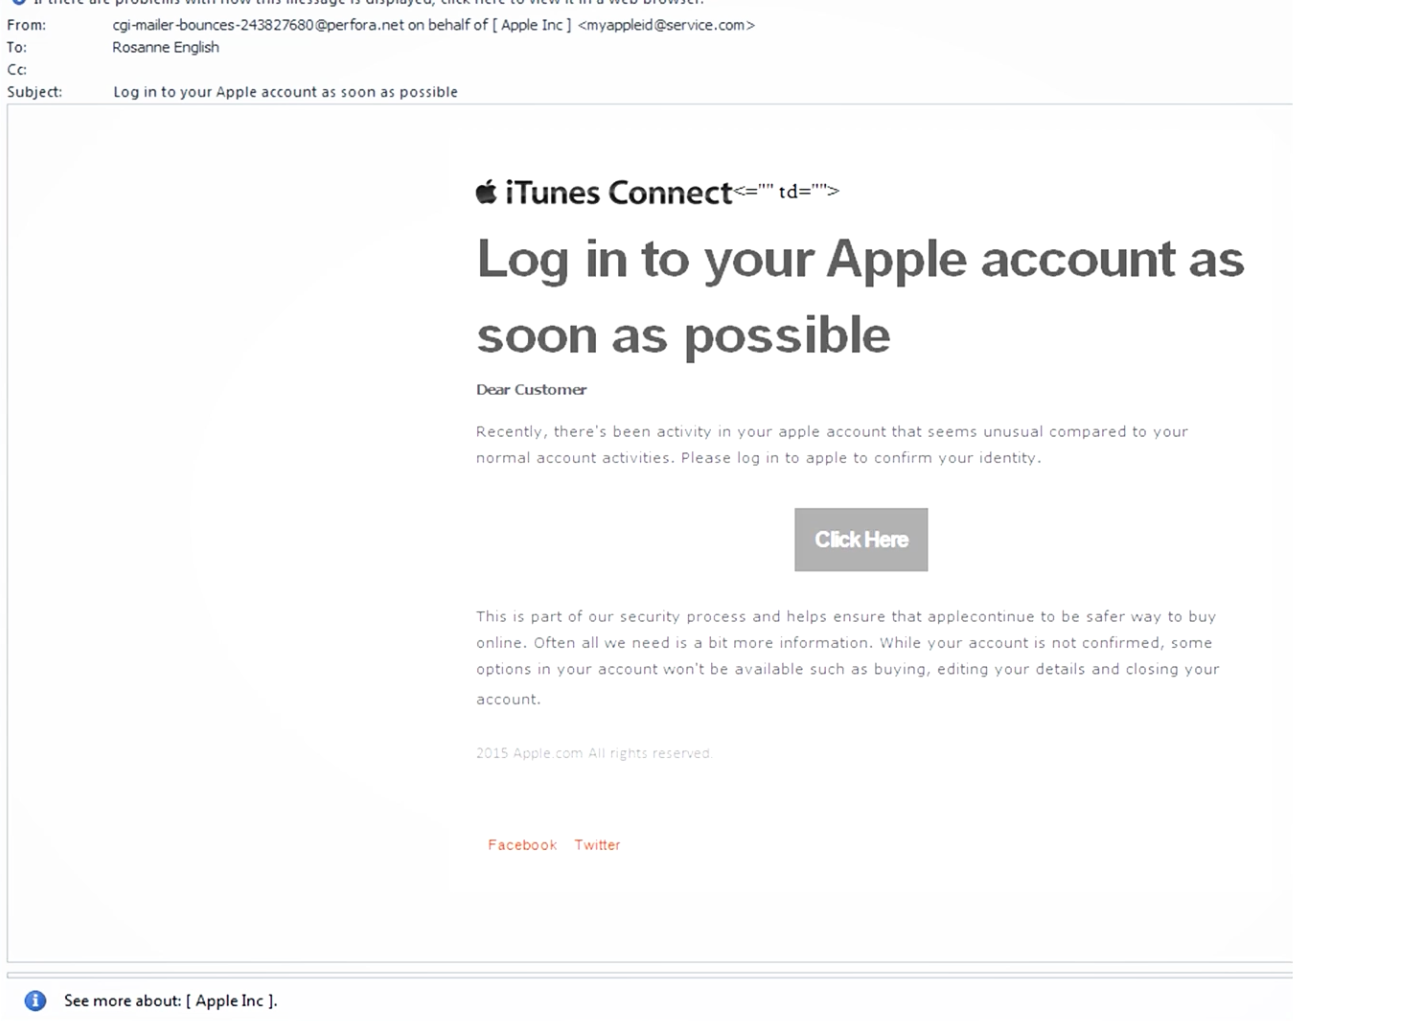 If there are problems with how this message is displayed, click here to view it in a web browser.
From: cgi-mailer-bounces-243827680@perfora.net on behalf of [ Apple Inc ] <myappleid@service.com>
To: Rosanne English
Cc:
Subject: Log in to your Apple account as soon as possible
iTunes Connect<="" td="">
Log in to your Apple account as
soon as possible
Dear Customer
Recently, there's been activity in your apple account that seems unusual compared to your
normal account activities. Please log in to apple to confirm your identity.
Click Here
This is part of our security process and helps ensure that applecontinue to be safer way to buy
online. Often all we need is a bit more information. While your account is not confirmed, some
options in your account won't be available such as buying, editing your details and closing your
account.
2015 Apple.com All rights reserved.
Facebook Twitter
See more about: [ Apple Inc ].